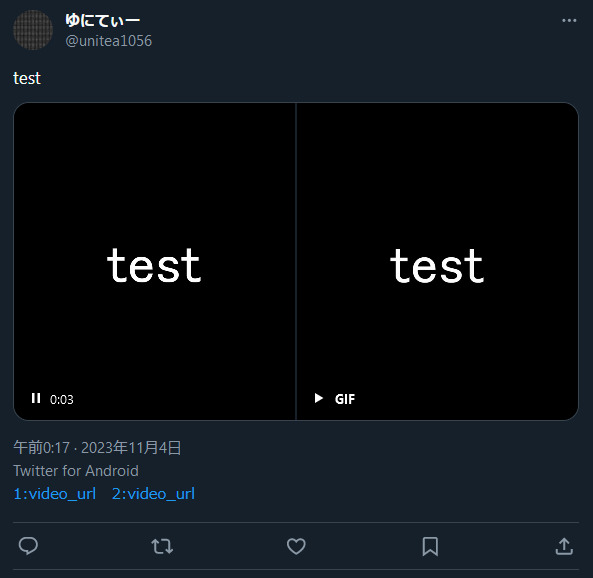 ゆにてぃー
@unitea1056
test
test
test
0:03
GIF
午前0:17 · 2023年11月4日
Twitter for Android
1:video_url 2:video_url